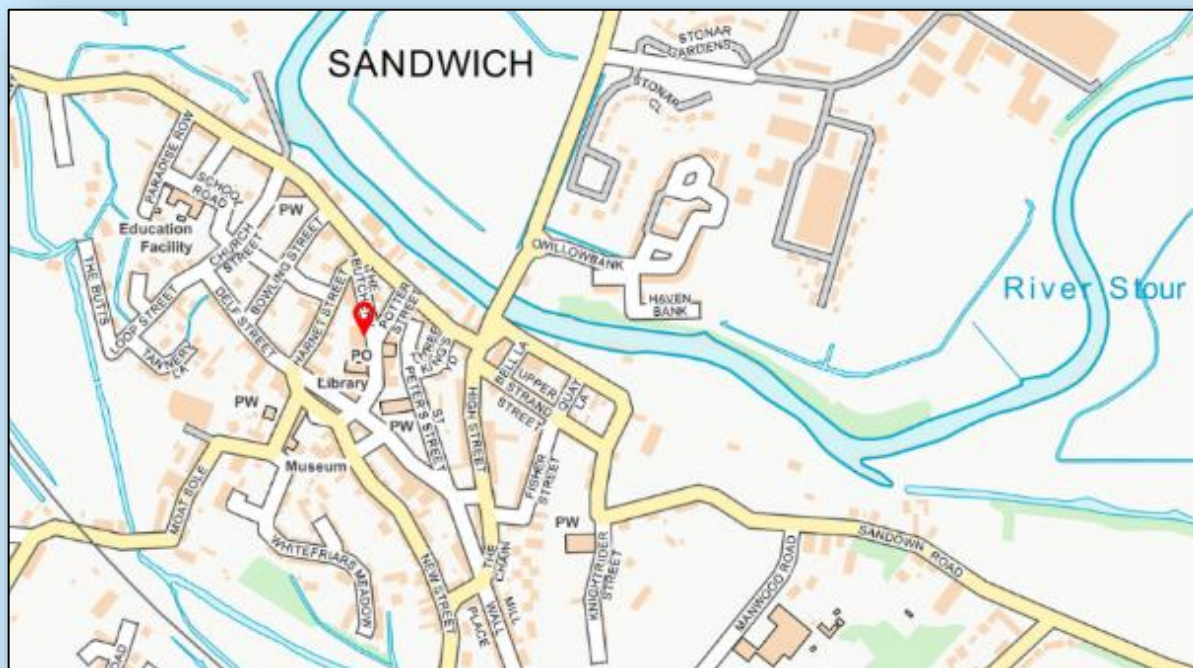 SANDWICH
STONAR
GARDENS
STONAR
CL
PARADISE ROW
SCHOOL
ROAD
PW
Education
Facility
CHURCH
STREET
BOWLING STREET
THE BUTTS
LOOP STREET
DELF STREET
TANNERY
LA
HARNET STREET
THE
BUTCH
POTTER
STREET
PO
Library
KING'S
YD
ST
PETER'S STREET
PW
PW
Museum
MOAT SOLE
WHITEFRIARS MEADOW
NEW STREET
HIGH STREET
BELL LA
UPPER
STRAND
STREET
QUAY
LA
FISHER
STREET
WILLOWBANK
HAVEN
BANK
River Stour
PW
KNIGHTRIDER
STREET
THE
CHAIN
MILL
WALL
PLACE
MANWOOD ROAD
SANDOWN ROAD
OAD